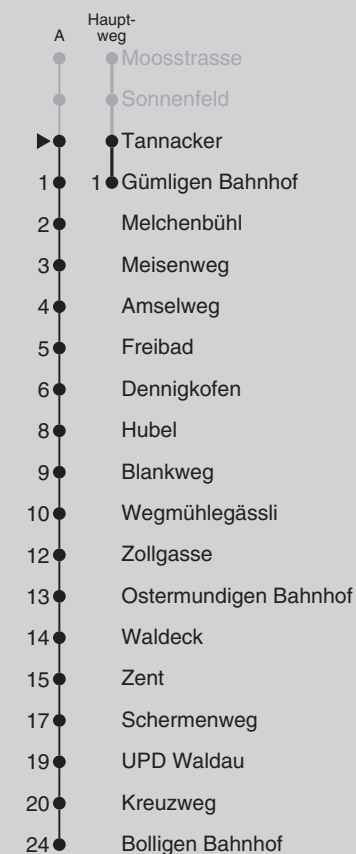 A Haupt-
weg
Moosstrasse
Sonnenfeld
Tannacker
1 1 Gümligen Bahnhof
2 Melchenbühl
3 Meisenweg
4 Amselweg
5 Freibad
6 Dennigkofen
8 Hubel
9 Blankweg
10 Wegmühlegässli
12 Zollgasse
13 Ostermundigen Bahnhof
14 Waldeck
15 Zent
17 Schermenweg
19 UPD Waldau
20 Kreuzweg
24 Bolligen Bahnhof